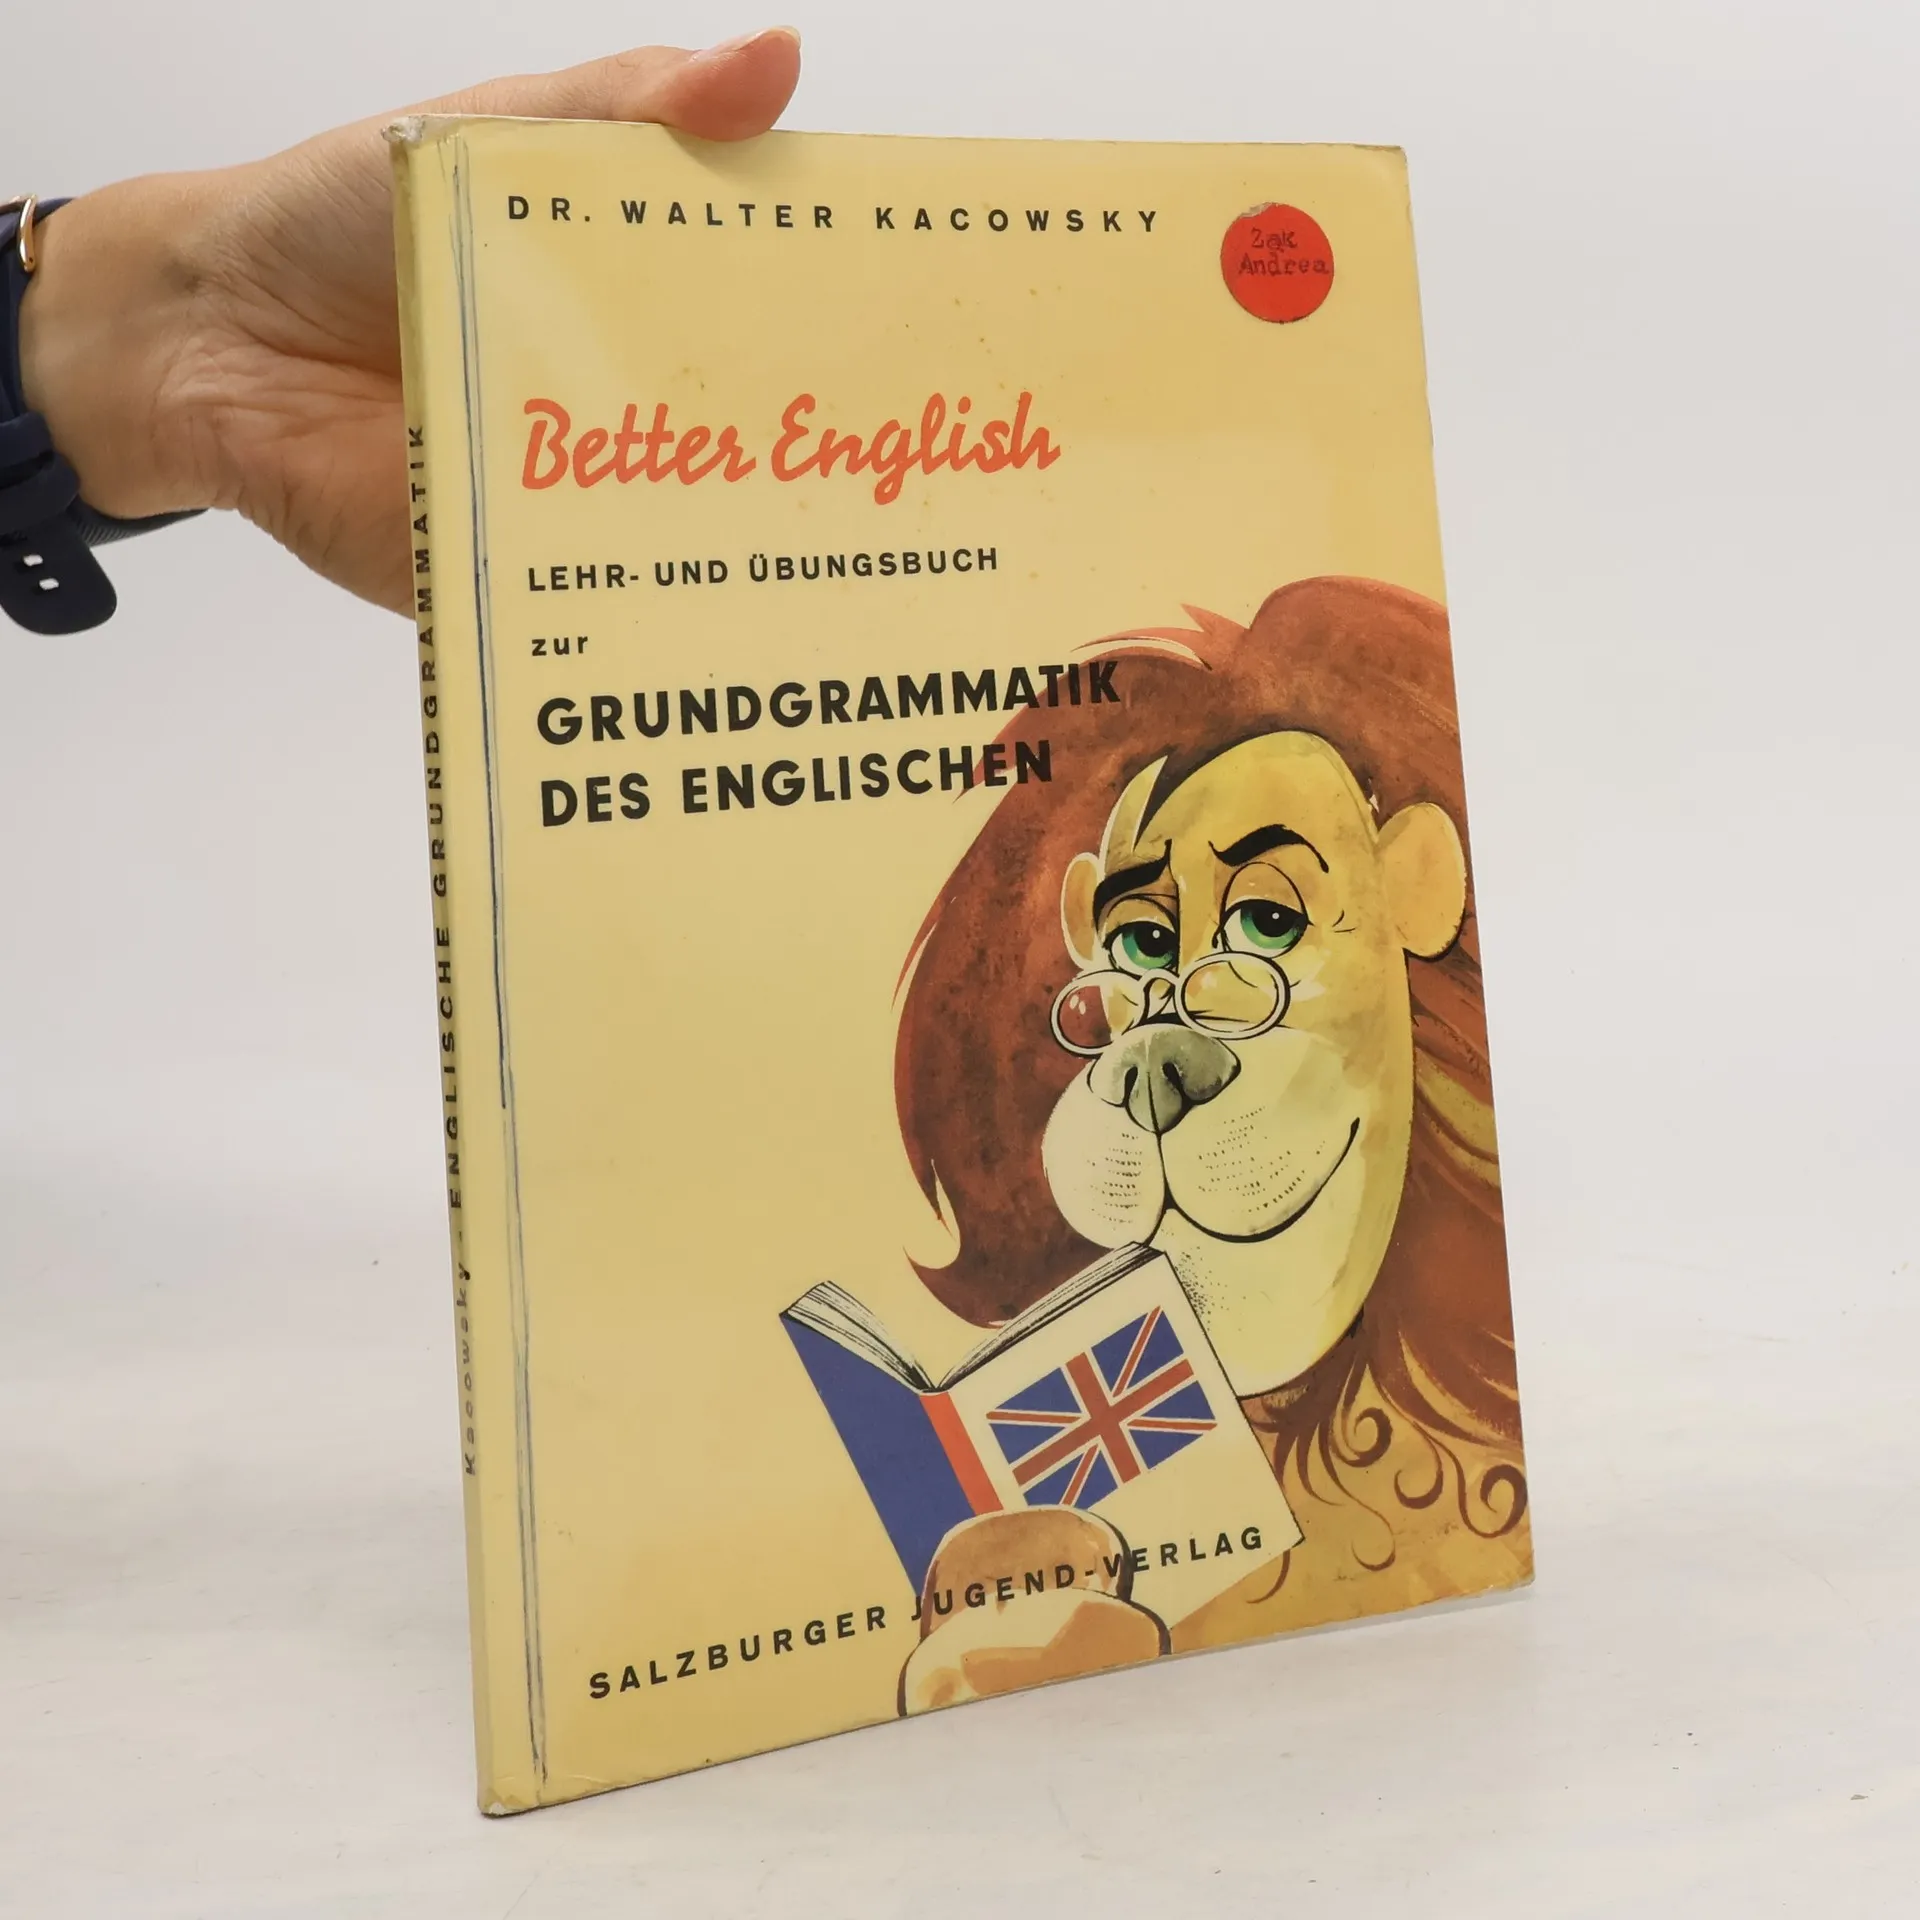 DR. WALTER KACOWSKY
Zak
Andrea
Better English
LEHR- UND ÜBUNGSBUCH
zur
GRUNDGRAMMATIK
DES ENGLISCHEN
SALZBURGER JUGEND-VERLAG
Kacowsky - ENGLISCHE GRUNDGRAMMATIK